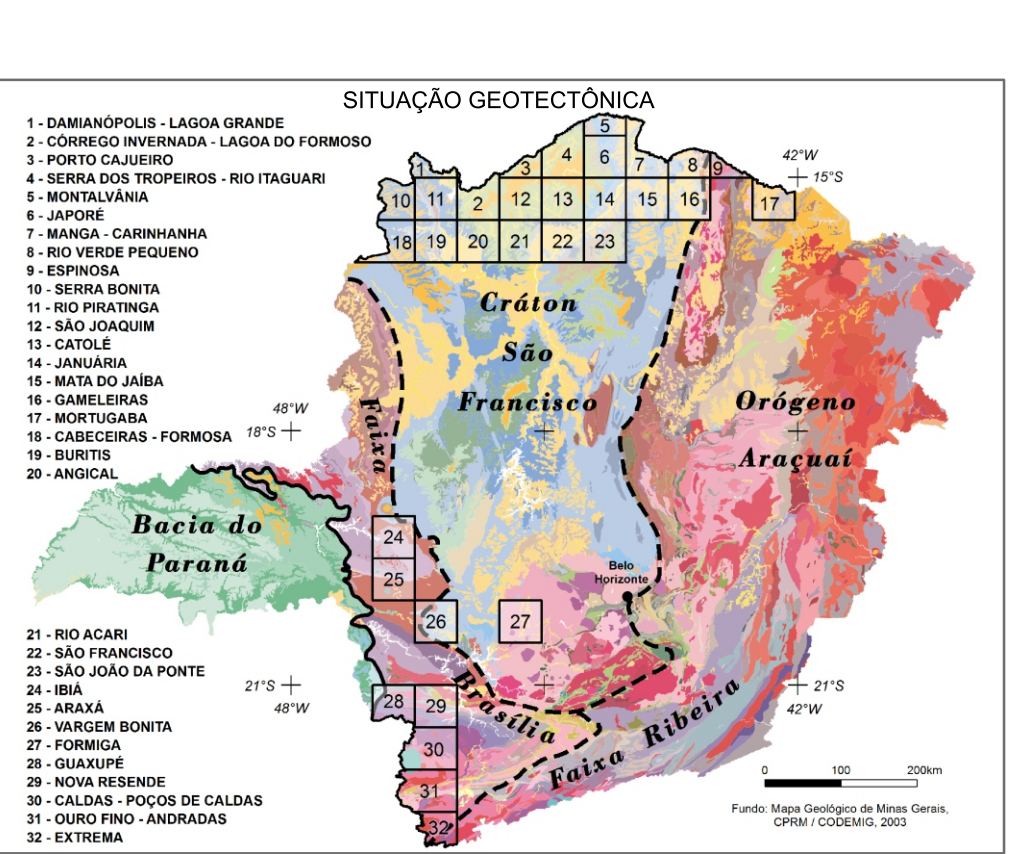 SITUAÇÃO GEOTECTÔNICA
1 - DAMIANÓPOLIS - LAGOA GRANDE
2 - CÓRREGO INVERNADA - LAGOA DO FORMOSO
3 - PORTO CAJUEIRO
4 - SERRA DOS TROPEIROS - RIO ITAGUARI
5 - MONTALVÂNIA
6 - JAPORÉ
7 - MANGA - CARINHANHA
8 - RIO VERDE PEQUENO
9 - ESPINOSA
10 - SERRA BONITA
11 - RIO PIRATINGA
12 - SÃO JOAQUIM
13 - CATOLÉ
14 - JANUÁRIA
15 - MATA DO JAÍBA
16 - GAMELEIRAS
17 - MORTUGABA
18 - CABECEIRAS - FORMOSA
19 - BURITIS
20 - ANGICAL
5
1
3
4
6
7
8
9
42°W
15°S
10
11
2
12
13
14
15
16
17
18
19
20
21
22
23
Cráton
São
Francisco
Orógeno
Araçuaí
48°W
18°S
Faixa
Bacia do
Paraná
24
25
26
27
Belo
Horizonte
21 - RIO ACARI
22 - SÃO FRANCISCO
23 - SÃO JOÃO DA PONTE
24 - IBIÁ
25 - ARAXÁ
26 - VARGEM BONITA
27 - FORMIGA
28 - GUAXUPÉ
29 - NOVA RESENDE
30 - CALDAS - POÇOS DE CALDAS
31 - OURO FINO - ANDRADAS
32 - EXTREMA
21°S
48°W
21°S
42°W
28
29
30
31
32
Brasília
Faixa Ribeira
0 100 200km
Fundo: Mapa Geológico de Minas Gerais,
CPRM / CODEMIG, 2003